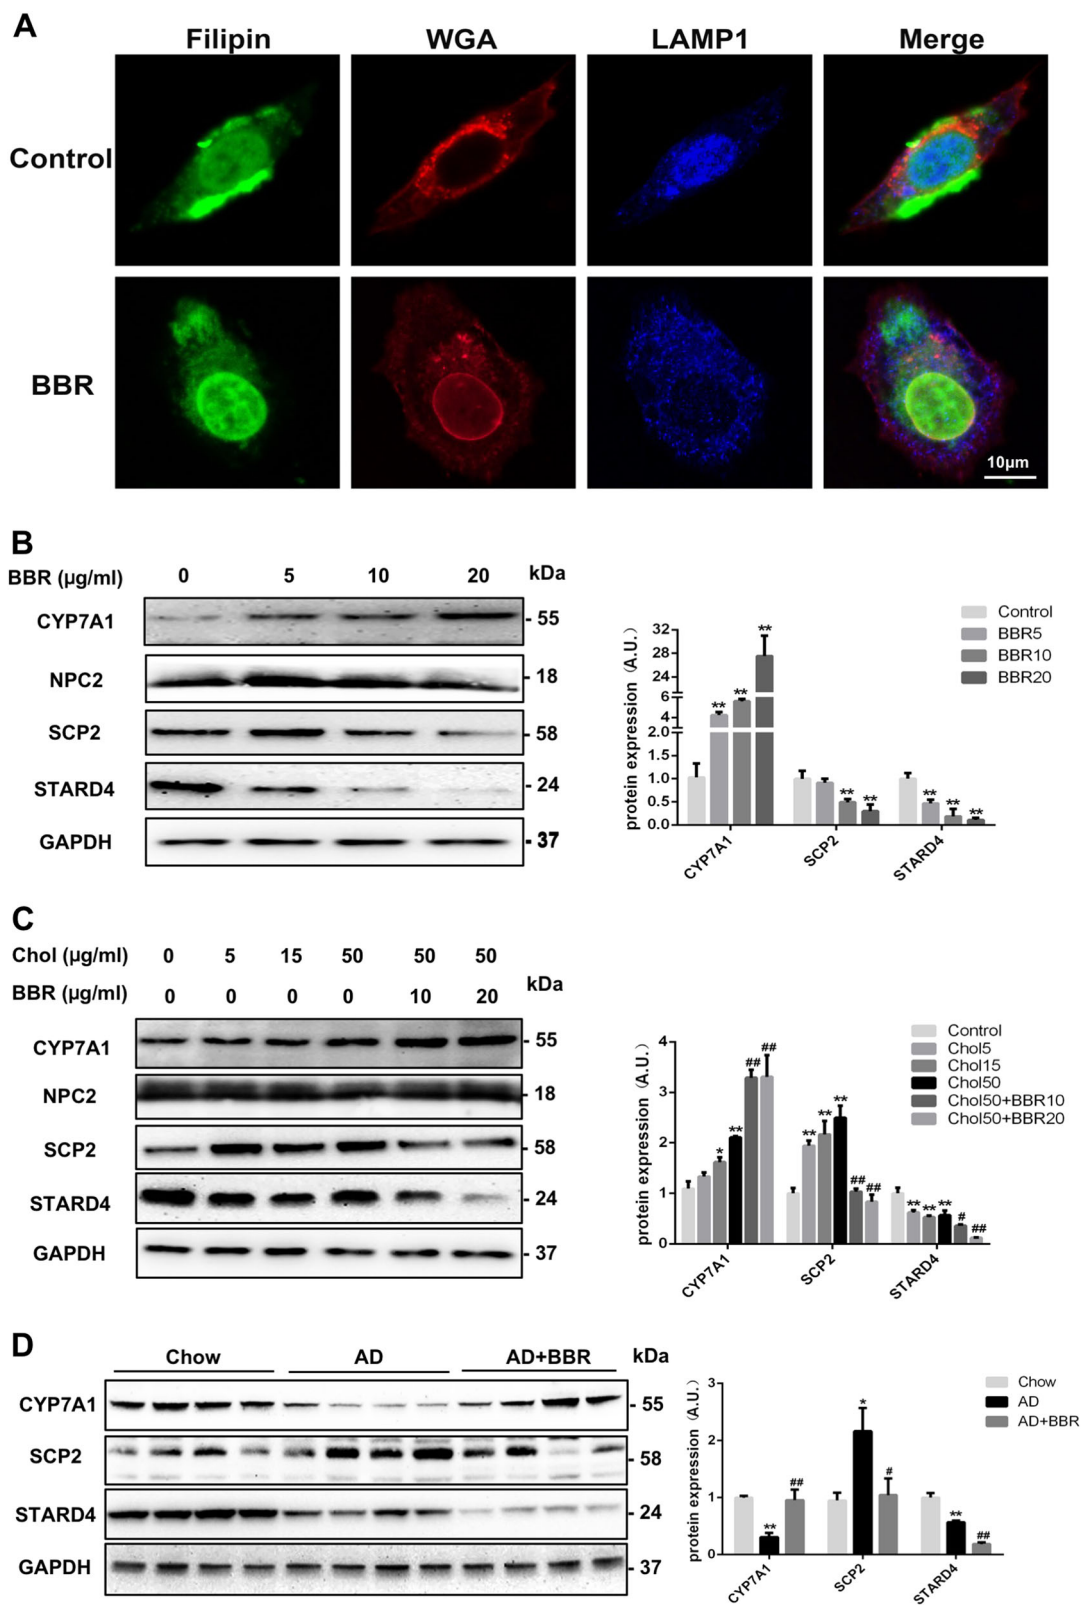 A
Filipin WGA LAMP1 Merge
Control
BBR
10μm
B
BBR (μg/ml) 0 5 10 20 kDa
CYP7A1 - 55
NPC2 - 18
SCP2 - 58
STARD4 - 24
GAPDH - 37
protein expression (A.U.)
32
28
24
6
4
2.0
1.0
0.5
0.0
** ** **
** **
** ** **
CYP7A1 SCP2 STARD4
Control
BBR5
BBR10
BBR20
C
Chol (μg/ml) 0 5 15 50 50 50
BBR (μg/ml) 0 0 0 0 10 20 kDa
CYP7A1 - 55
NPC2 - 18
SCP2 - 58
STARD4 - 24
GAPDH - 37
protein expression (A.U.)
4
3
2
1
0
* ** ## ##
** ** ** ## ##
** ** ** # ##
CYP7A1 SCP2 STARD4
Control
Chol5
Chol15
Chol50
Chol50+BBR10
Chol50+BBR20
D
Chow AD AD+BBR kDa
CYP7A1 - 55
SCP2 - 58
STARD4 - 24
GAPDH - 37
protein expression (A.U.)
3
2
1
0
** ##
* #
** ##
CYP7A1 SCP2 STARD4
Chow
AD
AD+BBR